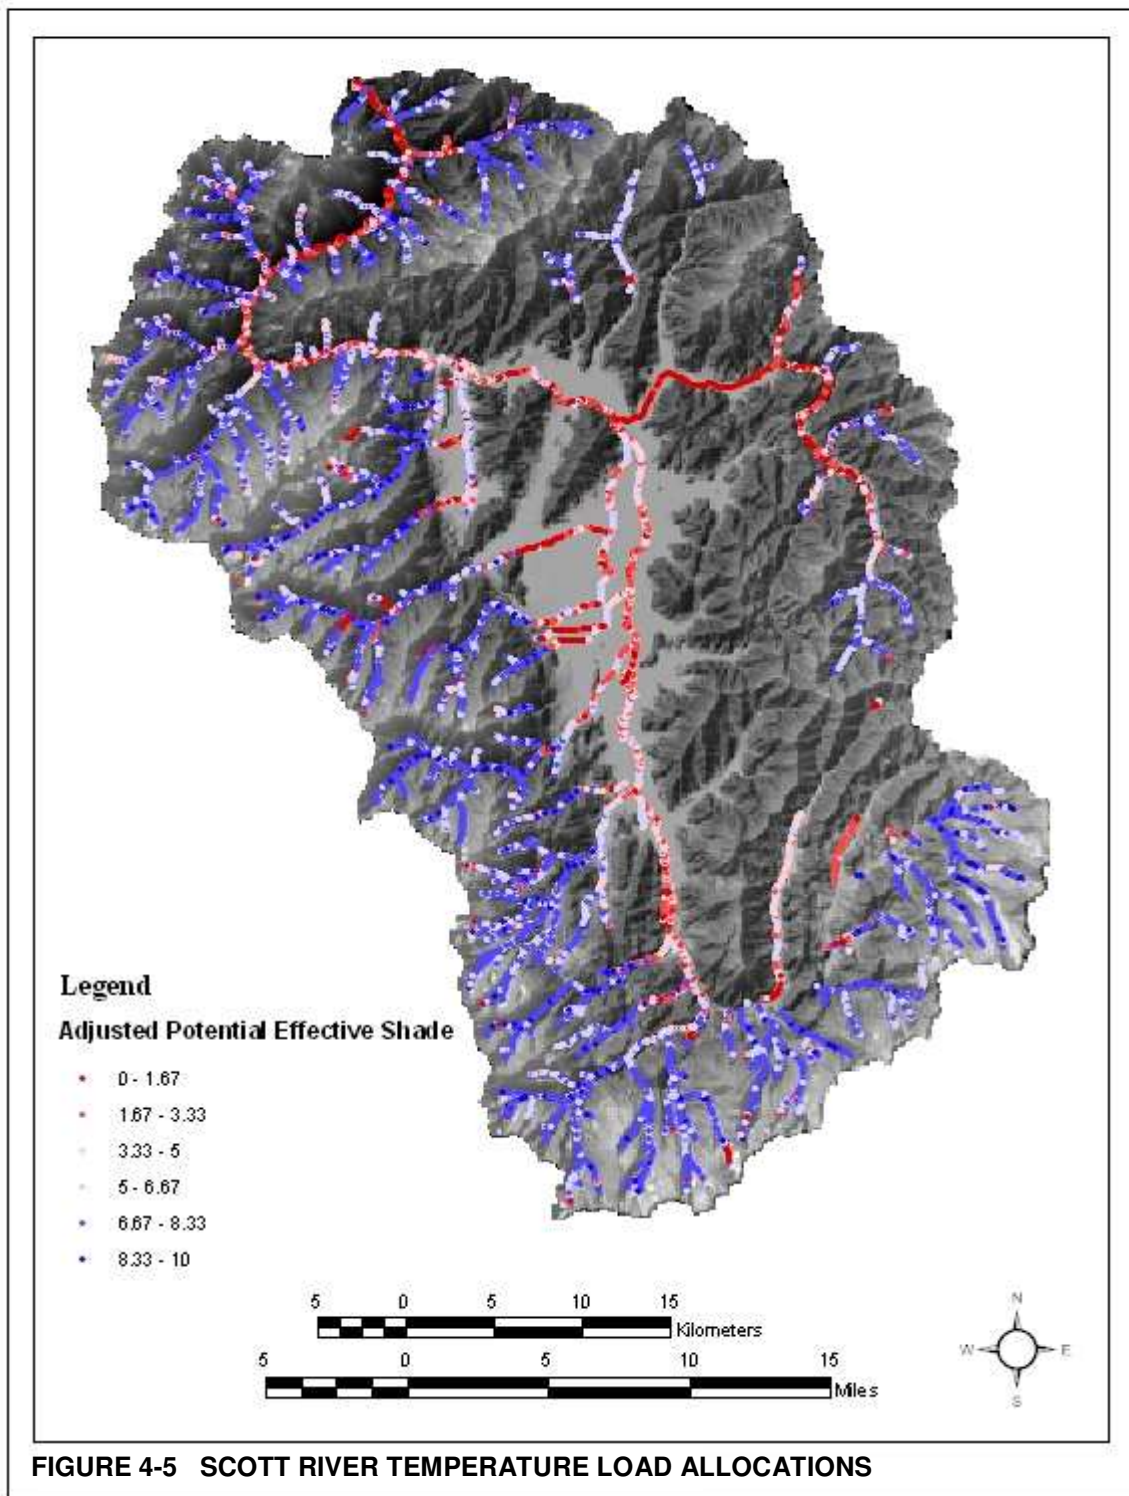 Legend
Adjusted Potential Effective Shade
0 - 1.67
1.67 - 3.33
3.33 - 5
5 - 6.67
6.67 - 8.33
8.33 - 10
5 0 5 10 15
Kilometers
5 0 5 10 15
Miles
N
W E
S
FIGURE 4-5 SCOTT RIVER TEMPERATURE LOAD ALLOCATIONS